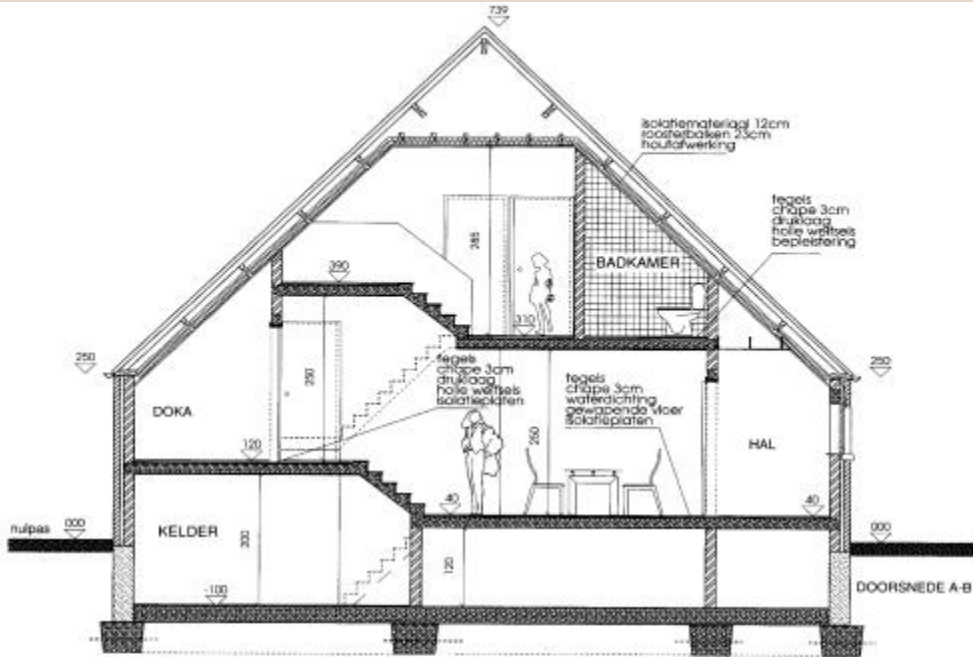 739
isolatiemateriaal 12cm
roosterbalken 23cm
houtafwerking
tegels
chape 3cm
druklaag
holle welfsels
bepleistering
285
BADKAMER
390
310
250
250
250
tegels
chape 3cm
druklaag
holle welfsels
isolatieplaten
tegels
chape 3cm
waterdichting
gewapende vloer
isolatieplaten
DOKA
250
HAL
120
40
40
nulpas
000
KELDER
200
120
000
-100
DOORSNEDE A-B